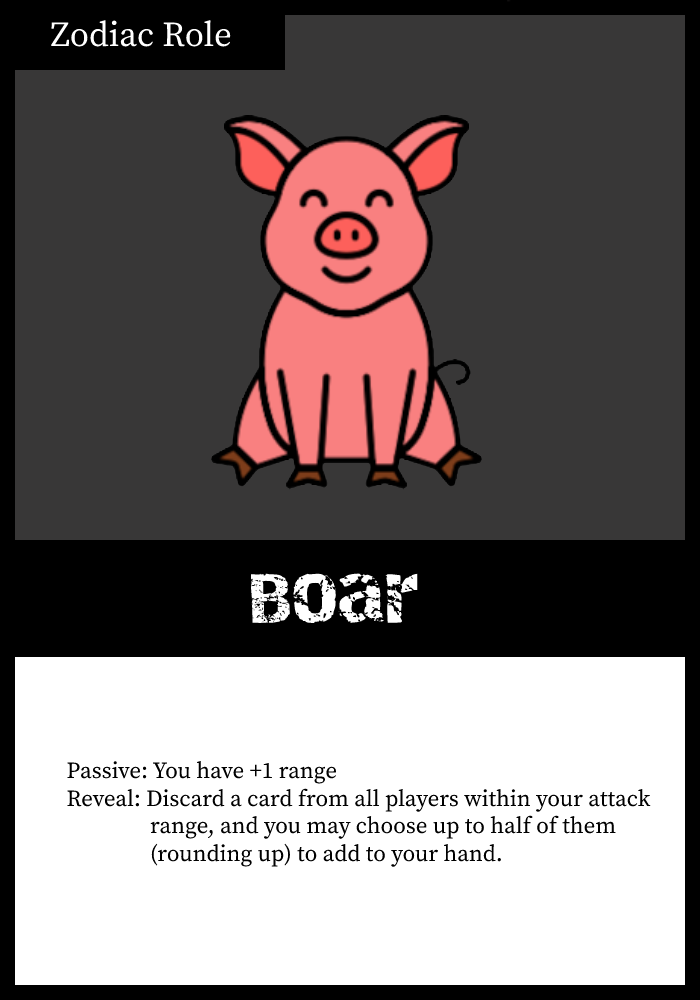 Zodiac Role
Boar
Passive: You have +1 range
Reveal: Discard a card from all players within your attack
range, and you may choose up to half of them
(rounding up) to add to your hand.